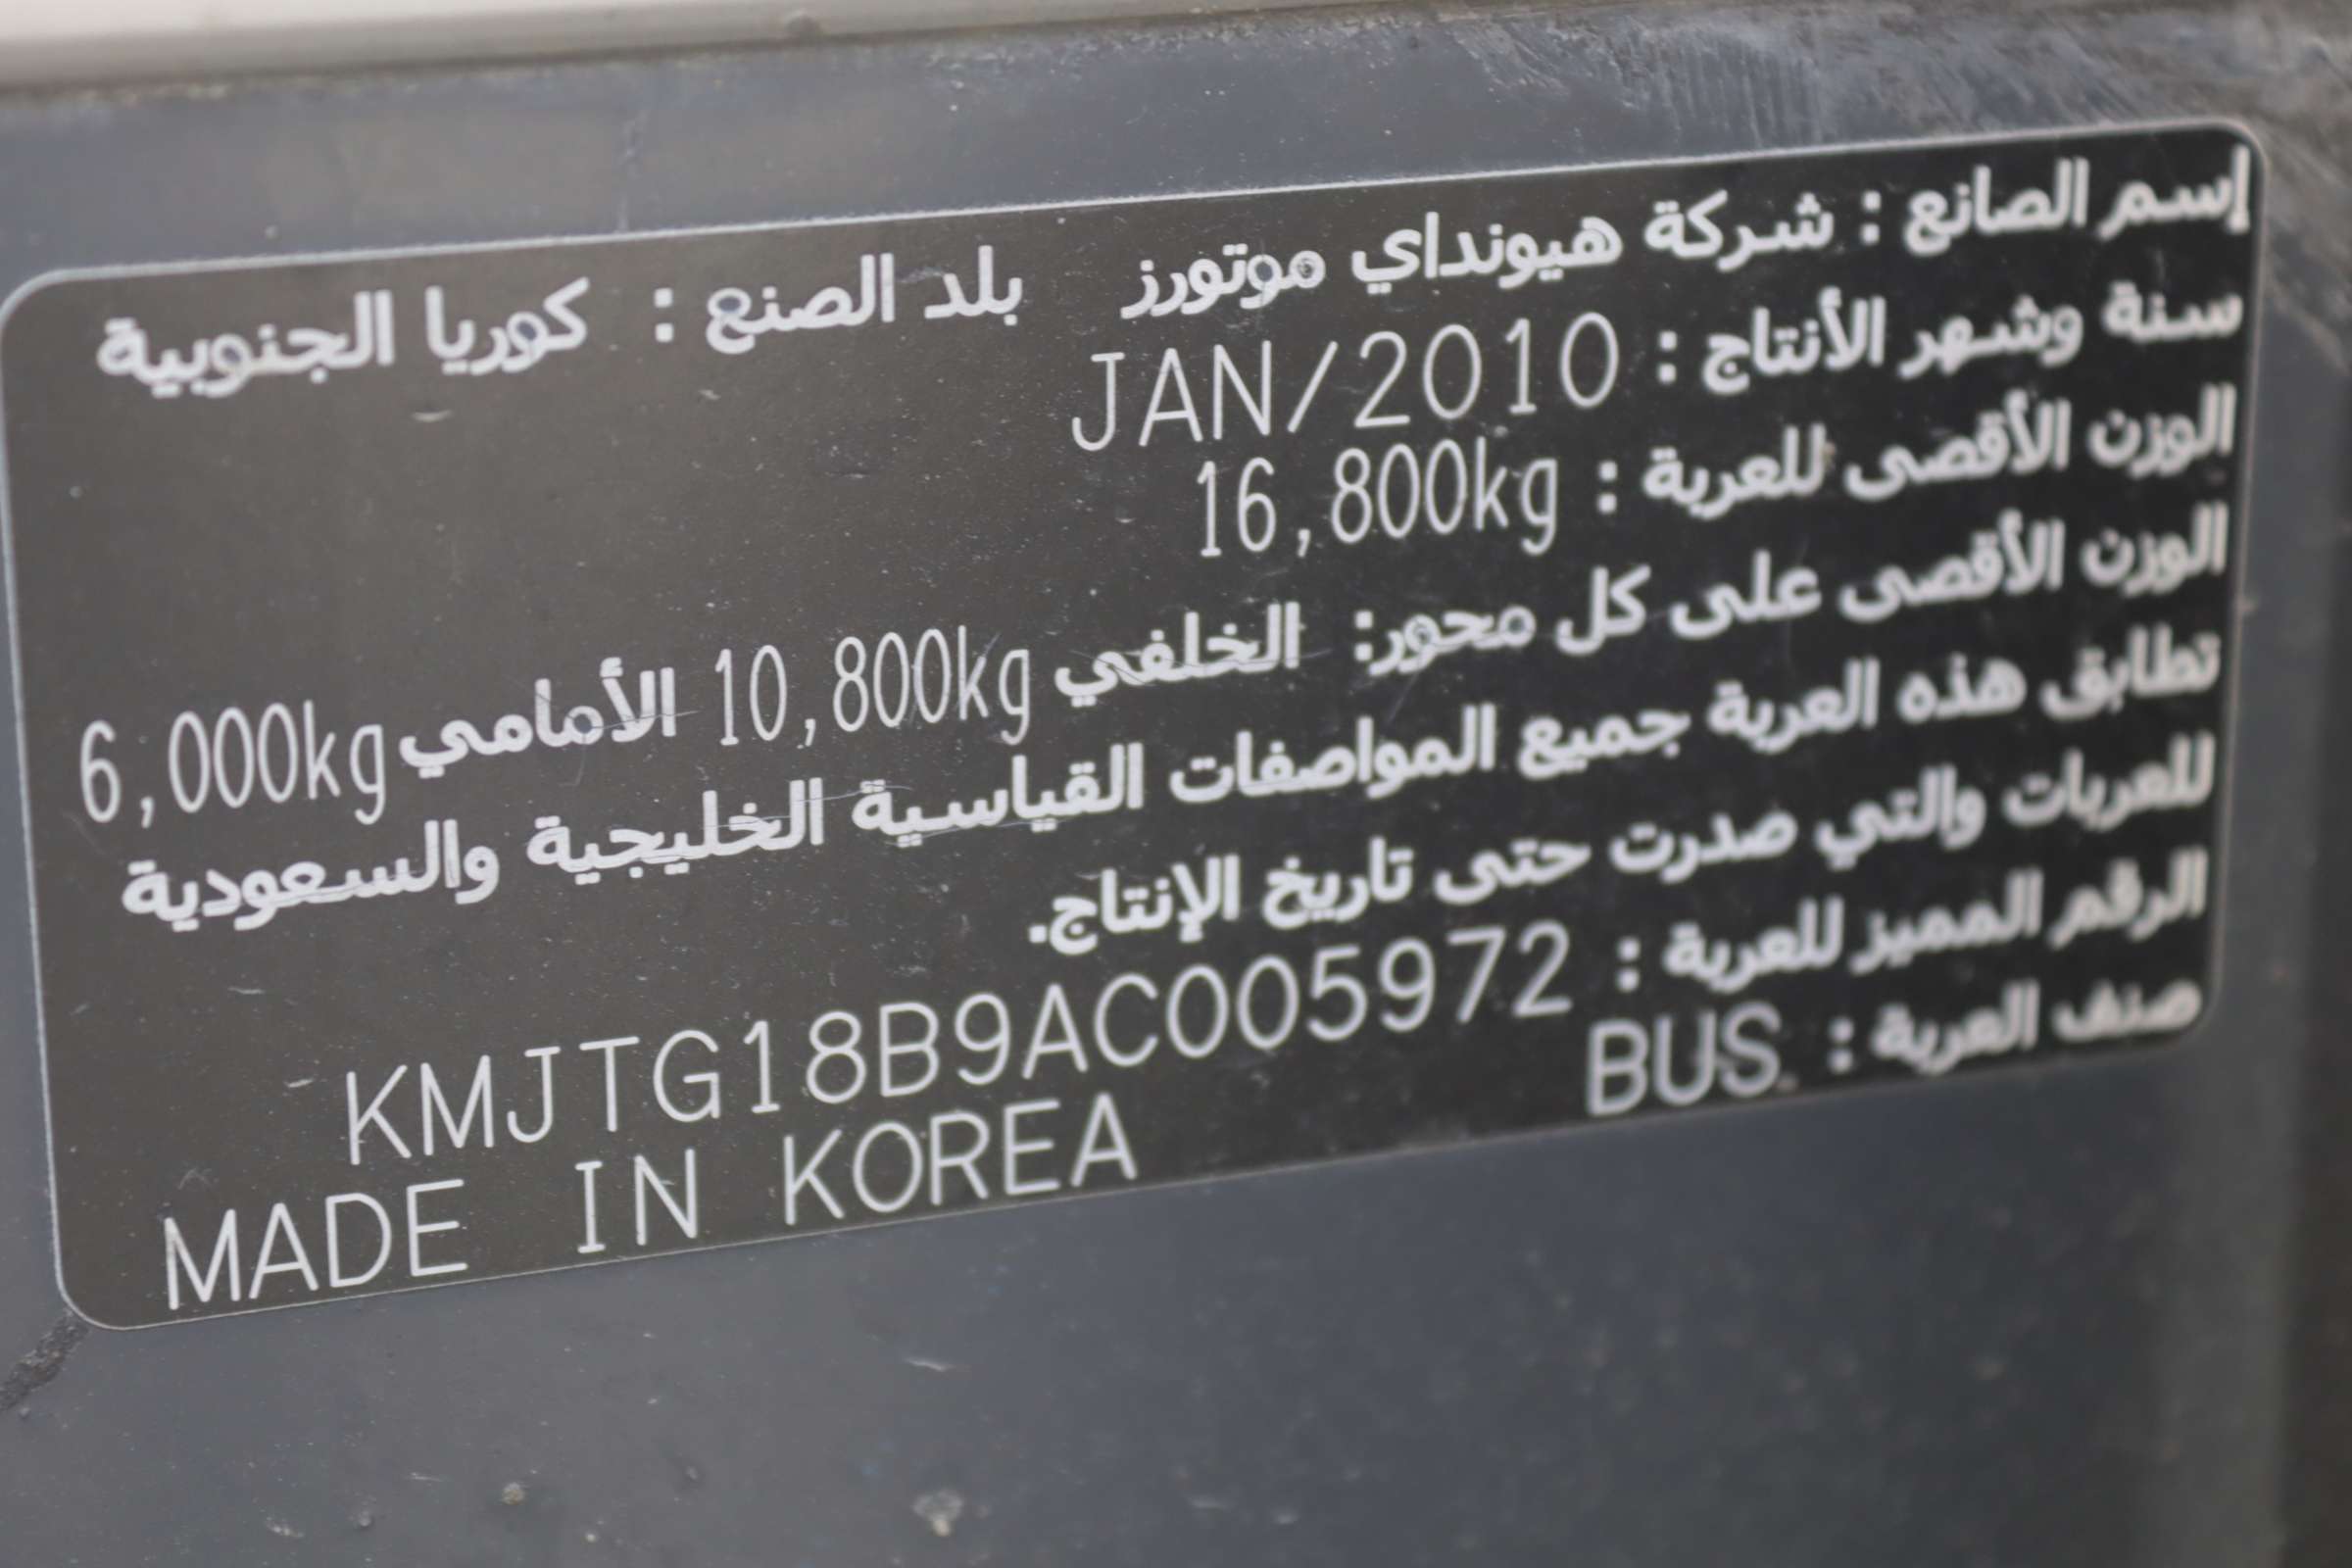 إسم الصانع : شركة هيونداي موتورز بلد الصنع : كوريا الجنوبية
سنة وشهر الأنتاج : JAN/2010
الوزن الأقصى للعربة : 16,800kg
الوزن الأقصى على كل محور: الخلفي 10,800kg الأمامي 6,000kg
تطابق هذه العربة جميع المواصفات القياسية الخليجية والسعودية
للعربات والتي صدرت حتى تاريخ الإنتاج.
الرقم المميز للعربة : KMJTG18B9AC005972
صنف العربة : BUS
MADE IN KOREA